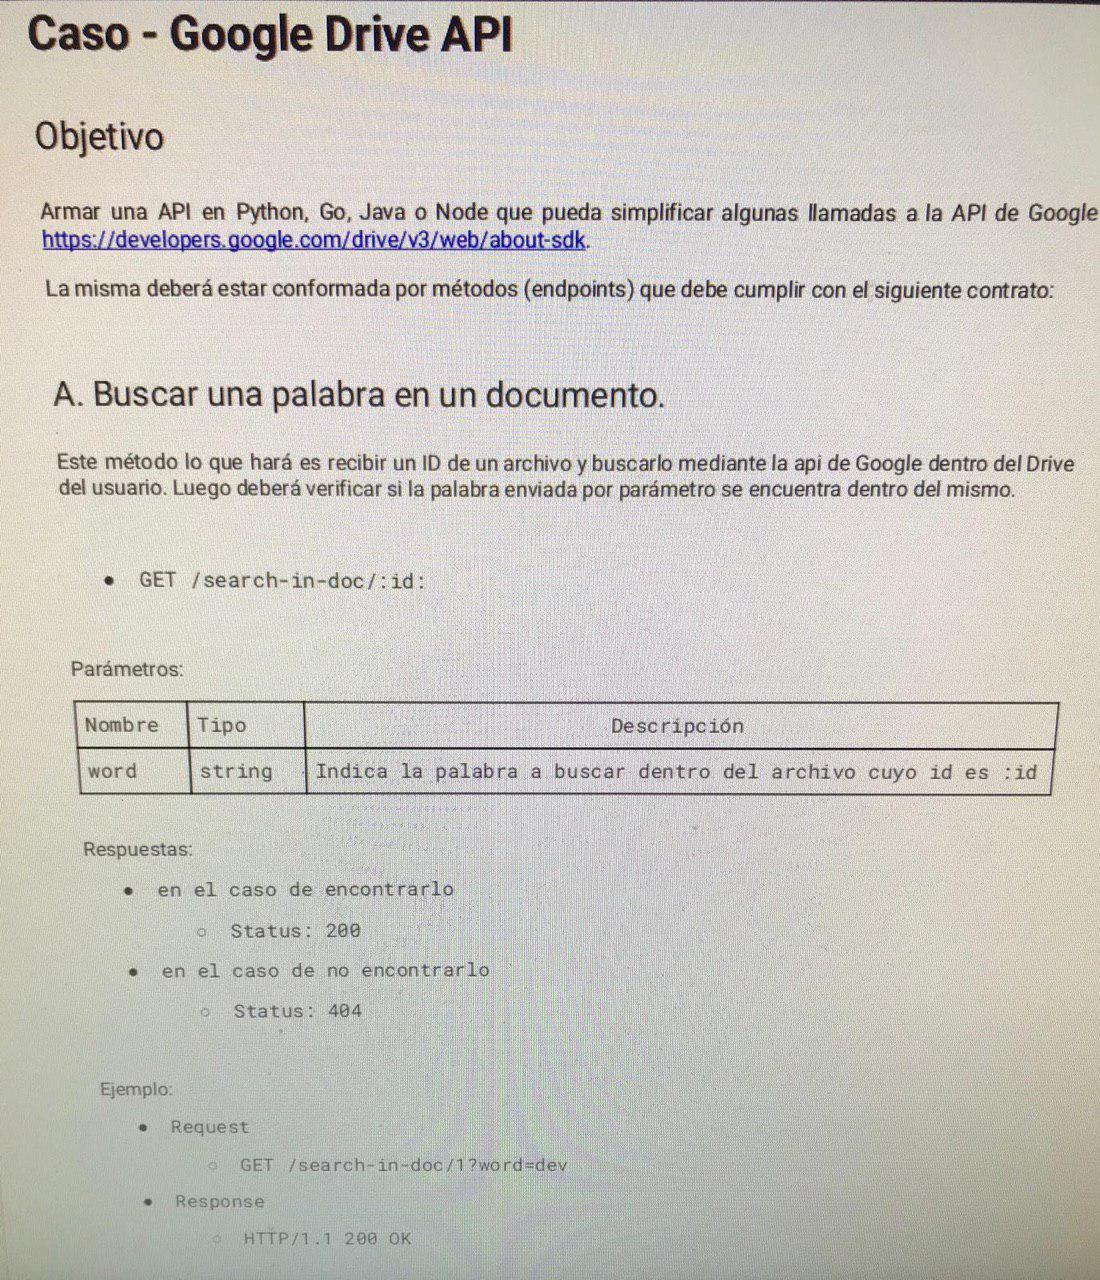 Caso - Google Drive API
Objetivo
Armar una API en Python, Go, Java o Node que pueda simplificar algunas llamadas a la API de Google
https://developers.google.com/drive/v3/web/about-sdk.
La misma deberá estar conformada por métodos (endpoints) que debe cumplir con el siguiente contrato:
A. Buscar una palabra en un documento.
Este método lo que hará es recibir un ID de un archivo y buscarlo mediante la api de Google dentro del Drive
del usuario. Luego deberá verificar si la palabra enviada por parámetro se encuentra dentro del mismo.
• GET /search-in-doc/:id:
Parámetros:
Nombre Tipo Descripción
word string Indica la palabra a buscar dentro del archivo cuyo id es :id
Respuestas:
• en el caso de encontrarlo
○ Status: 200
• en el caso de no encontrarlo
○ Status: 404
Ejemplo:
• Request
○ GET /search-in-doc/1?word=dev
• Response
○ HTTP/1.1 200 OK